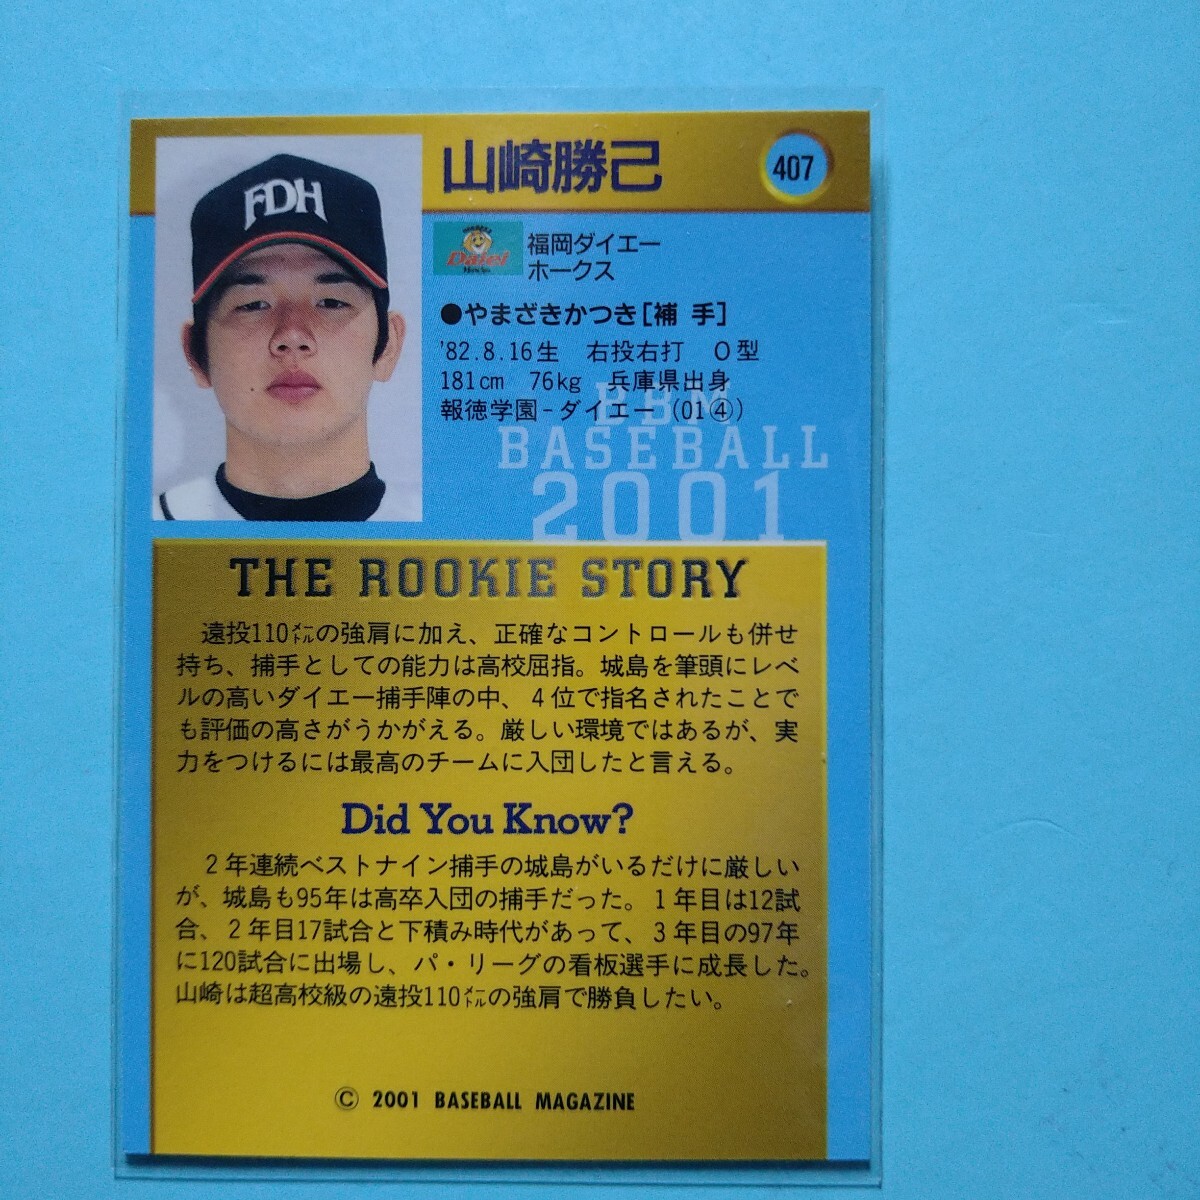 FDH
山崎勝己
407
Daiei
Hawks
福岡ダイエー
ホークス
●やまざきかつき[補 手]
'82.8.16生 右投右打 O型
181cm 76kg 兵庫県出身
報徳学園-ダイエー(01④)
BBM
BASEBALL
2001
THE ROOKIE STORY
遠投110㍍の強肩に加え、正確なコントロールも併せ
持ち、捕手としての能力は高校屈指。城島を筆頭にレベ
ルの高いダイエー捕手陣の中、4位で指名されたことで
も評価の高さがうかがえる。厳しい環境ではあるが、実
力をつけるには最高のチームに入団したと言える。
Did You Know?
2年連続ベストナイン捕手の城島がいるだけに厳しい
が、城島も95年は高卒入団の捕手だった。1年目は12試
合、2年目17試合と下積み時代があって、3年目の97年
に120試合に出場し、パ・リーグの看板選手に成長した。
山崎は超高校級の遠投110㍍の強肩で勝負したい。
© 2001 BASEBALL MAGAZINE